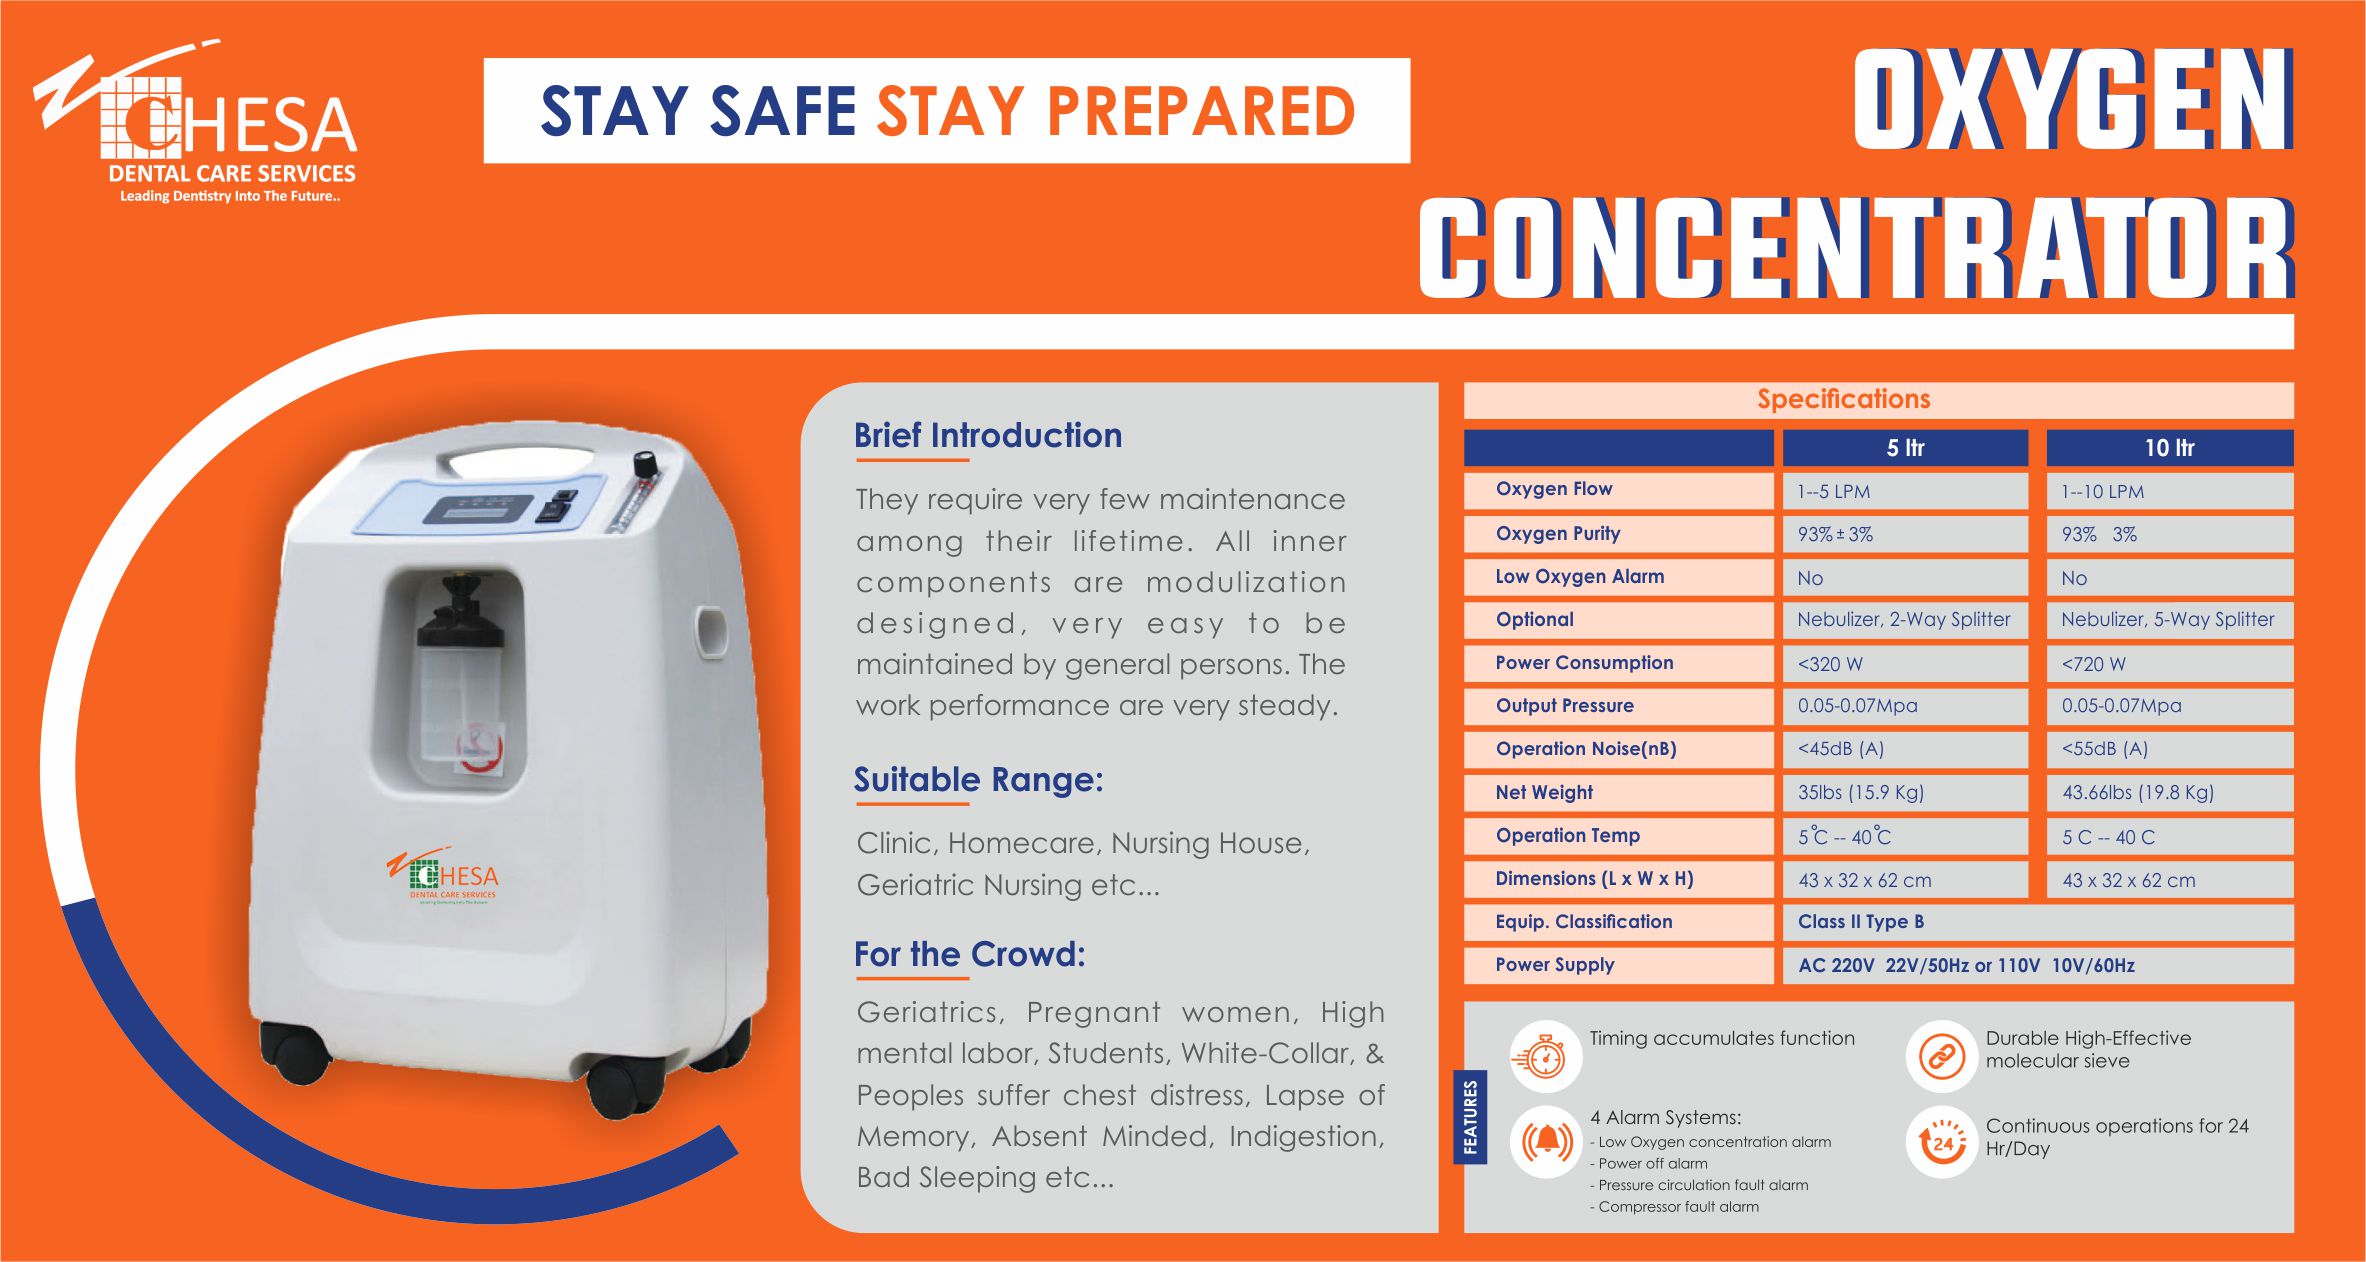 CHESA
DENTAL CARE SERVICES
Leading Dentistry Into The Future..
STAY SAFE STAY PREPARED
OXYGEN
CONCENTRATOR
CHESA
DENTAL CARE SERVICES
Leading Dentistry Into The Future..
Brief Introduction
They require very few maintenance
among their lifetime. All inner
components are modulization
designed, very easy to be
maintained by general persons. The
work performance are very steady.
Suitable Range:
Clinic, Homecare, Nursing House,
Geriatric Nursing etc...
For the Crowd:
Geriatrics, Pregnant women, High
mental labor, Students, White-Collar, &
Peoples suffer chest distress, Lapse of
Memory, Absent Minded, Indigestion,
Bad Sleeping etc...
Specifications
5 ltr 10 ltr
Oxygen Flow 1--5 LPM 1--10 LPM
Oxygen Purity 93% ± 3% 93% 3%
Low Oxygen Alarm No No
Optional Nebulizer, 2-Way Splitter Nebulizer, 5-Way Splitter
Power Consumption <320 W <720 W
Output Pressure 0.05-0.07Mpa 0.05-0.07Mpa
Operation Noise(nB) <45dB (A) <55dB (A)
Net Weight 35lbs (15.9 Kg) 43.66lbs (19.8 Kg)
Operation Temp 5°C -- 40°C 5 C -- 40 C
Dimensions (L x W x H) 43 x 32 x 62 cm 43 x 32 x 62 cm
Equip. Classification Class II Type B
Power Supply AC 220V 22V/50Hz or 110V 10V/60Hz
FEATURES
Timing accumulates function
4 Alarm Systems:
- Low Oxygen concentration alarm
- Power off alarm
- Pressure circulation fault alarm
- Compressor fault alarm
Durable High-Effective
molecular sieve
24
Continuous operations for 24
Hr/Day